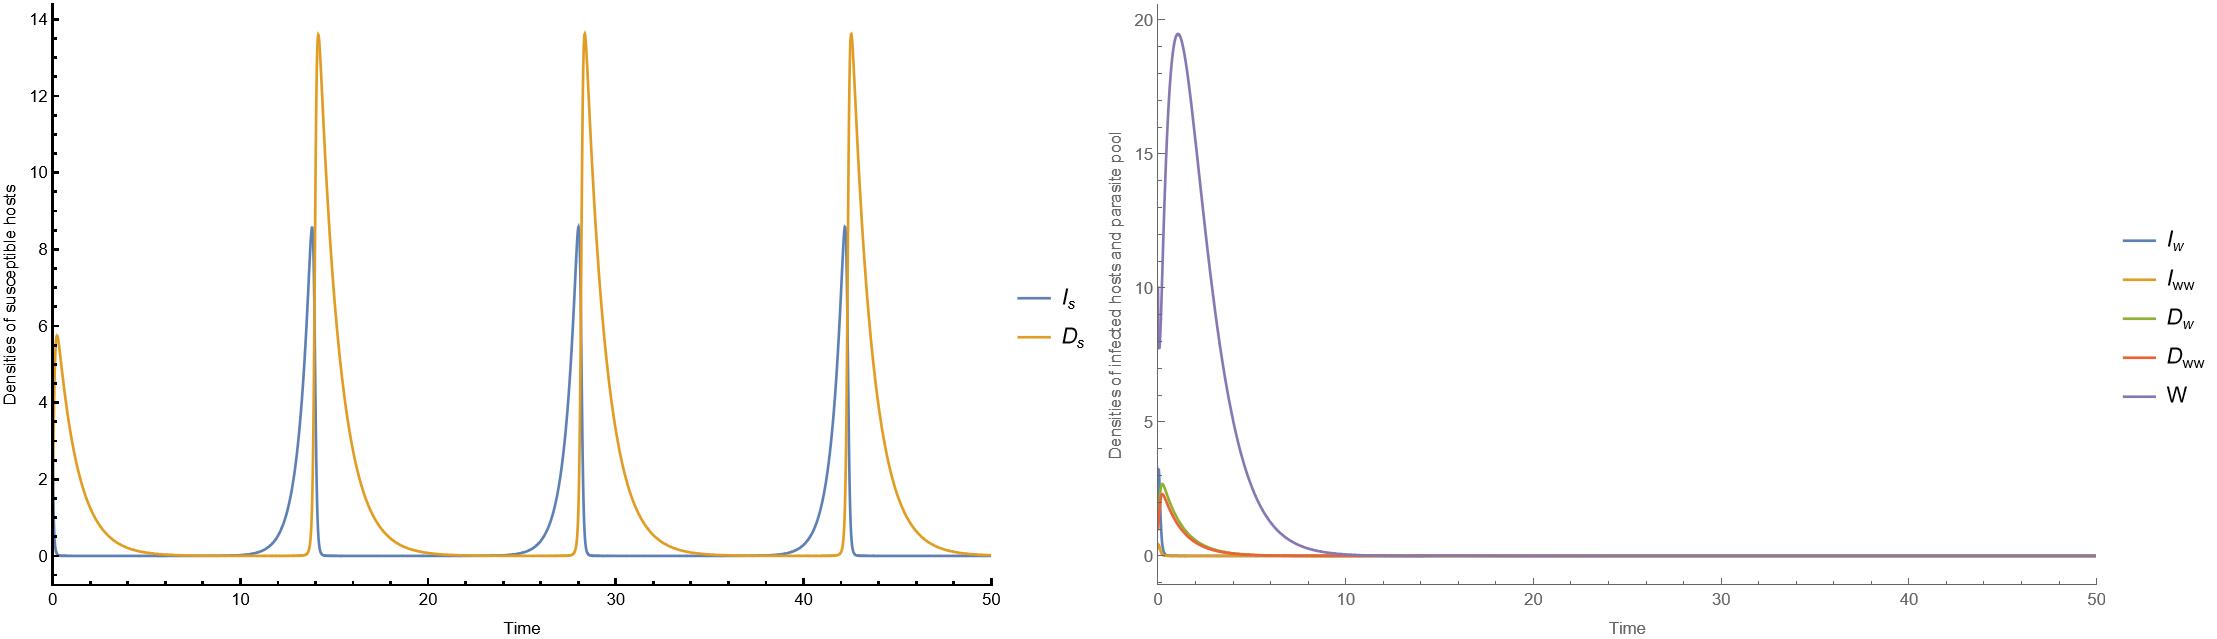 Densities of susceptible hosts
14
12
10
8
6
4
2
0
0 10 20 30 40 50
Time
I_s
D_s
Densities of infected hosts and parasite pool
20
15
10
5
0
0 10 20 30 40 50
Time
I_w
I_ww
D_w
D_ww
W